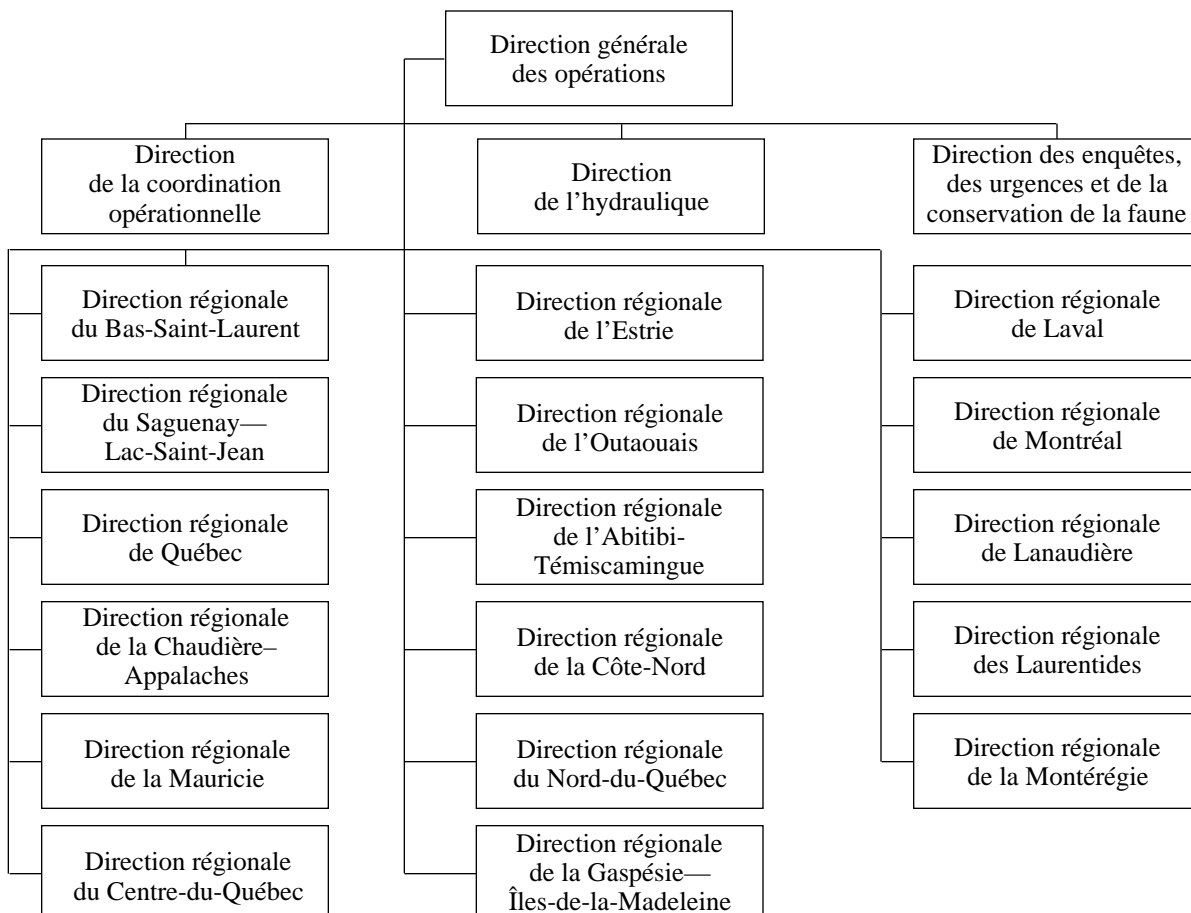 Direction générale
des opérations
Direction
de la coordination
opérationnelle
Direction
de l’hydraulique
Direction des enquêtes,
des urgences et de la
conservation de la faune
Direction régionale
du Bas-Saint-Laurent
Direction régionale
du Saguenay—
Lac-Saint-Jean
Direction régionale
de Québec
Direction régionale
de la Chaudière–
Appalaches
Direction régionale
de la Mauricie
Direction régionale
du Centre-du-Québec
Direction régionale
de l’Estrie
Direction régionale
de l’Outaouais
Direction régionale
de l’Abitibi-
Témiscamingue
Direction régionale
de la Côte-Nord
Direction régionale
du Nord-du-Québec
Direction régionale
de la Gaspésie—
Îles-de-la-Madeleine
Direction régionale
de Laval
Direction régionale
de Montréal
Direction régionale
de Lanaudière
Direction régionale
des Laurentides
Direction régionale
de la Montérégie